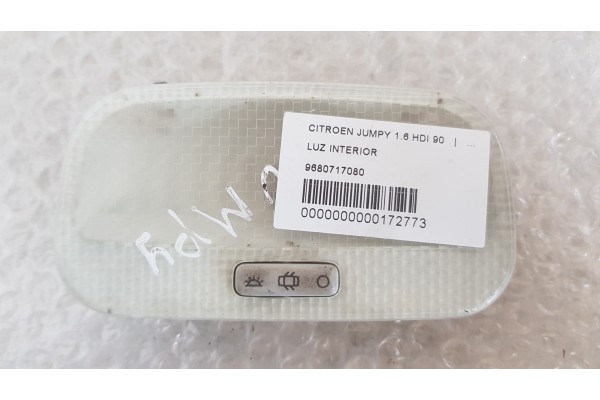 CITROEN JUMPY 1.6 HDI 90 | ...
LUZ INTERIOR
9680717080
0000000000172773